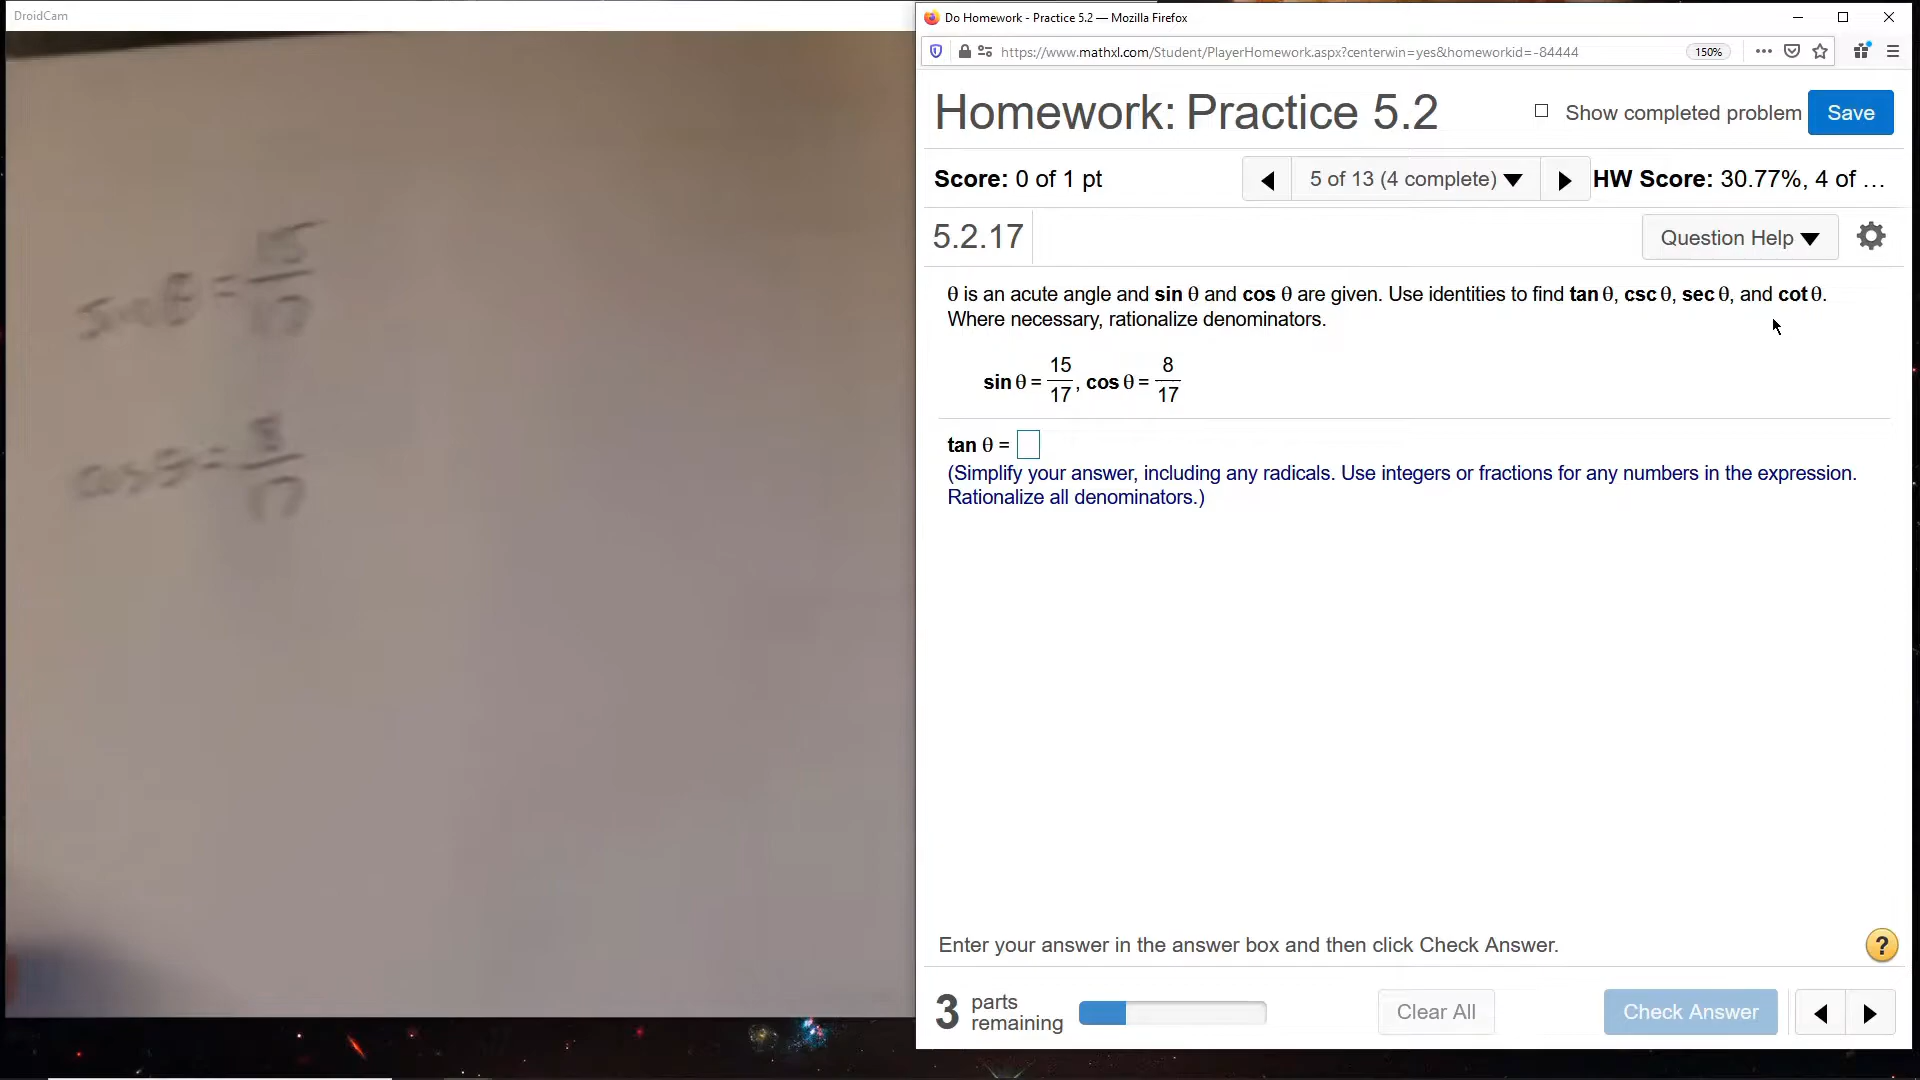 DroidCam
sin θ = 15/17
cos θ = 8/17
Do Homework - Practice 5.2 — Mozilla Firefox
https://www.mathxl.com/Student/PlayerHomework.aspx?centerwin=yes&homeworkid=-84444
150%
Homework: Practice 5.2
Show completed problem
Save
Score: 0 of 1 pt
5 of 13 (4 complete)
HW Score: 30.77%, 4 of …
5.2.17
Question Help
θ is an acute angle and sin θ and cos θ are given. Use identities to find tan θ, csc θ, sec θ, and cot θ.
Where necessary, rationalize denominators.
sin θ = 15/17, cos θ = 8/17
tan θ =
(Simplify your answer, including any radicals. Use integers or fractions for any numbers in the expression.
Rationalize all denominators.)
Enter your answer in the answer box and then click Check Answer.
?
3 parts
remaining
Clear All
Check Answer